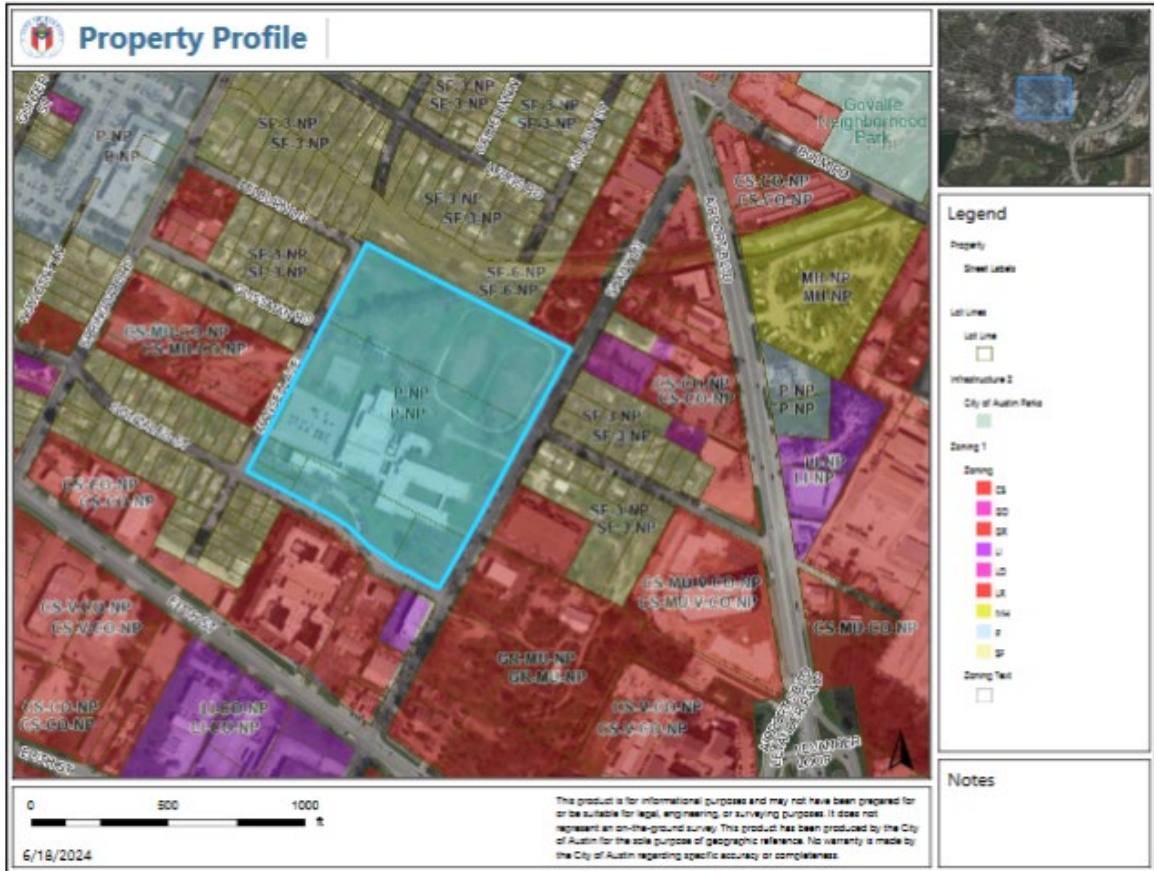 Property Profile
SF-3-NP
SF-3-NP
SF-3-NP
SF-3-NP
Govalle
Neighborhood
Park
P-NP
P-NP
SF-3-NP
SF-3-NP
CS-CO-NP
CS-CO-NP
SF-3-NP
SF-3-NP
AIRPORT BLVD
SF-3-NP
SF-3-NP
SF-6-NP
SF-6-NP
MH-NP
MH-NP
CS-MU-CO-NP
CS-MU-CO-NP
P-NP
P-NP
CS-CO-NP
CS-CO-NP
P-NP
P-NP
SF-3-NP
SF-3-NP
LI-NP
LI-NP
CS-CO-NP
CS-CO-NP
SF-3-NP
SF-3-NP
CS-MU-V-CO-NP
CS-MU-V-CO-NP
CS-V-CO-NP
CS-V-CO-NP
CS-MU-CO-NP
GR-MU-NP
GR-MU-NP
CS-CO-NP
CS-CO-NP
LI-CO-NP
LI-CO-NP
CS-V-CO-NP
CS-V-CO-NP
Legend
Property
Street Labels
Lot Lines
Lot Line
Infrastructure 2
City of Austin Parks
Zoning 1
Zoning
CS
GO
GR
LI
LO
LR
MH
P
SF
Zoning Text
Notes
0 500 1000
ft
6/18/2024
This product is for informational purposes and may not have been prepared for
or be suitable for legal, engineering, or surveying purposes. It does not
represent an on-the-ground survey. This product has been produced by the City
of Austin for the sole purpose of geographic reference. No warranty is made by
the City of Austin regarding specific accuracy or completeness.